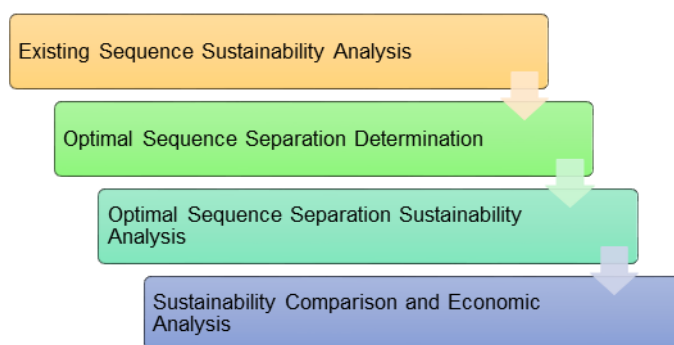 Existing Sequence Sustainability Analysis
Optimal Sequence Separation Determination
Optimal Sequence Separation Sustainability
Analysis
Sustainability Comparison and Economic
Analysis